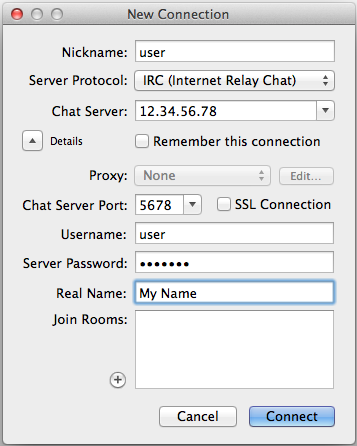 New Connection
Nickname: user
Server Protocol: IRC (Internet Relay Chat)
Chat Server: 12.34.56.78
Details Remember this connection
Proxy: None Edit...
Chat Server Port: 5678 SSL Connection
Username: user
Server Password: •••••••
Real Name: My Name
Join Rooms:
Cancel Connect